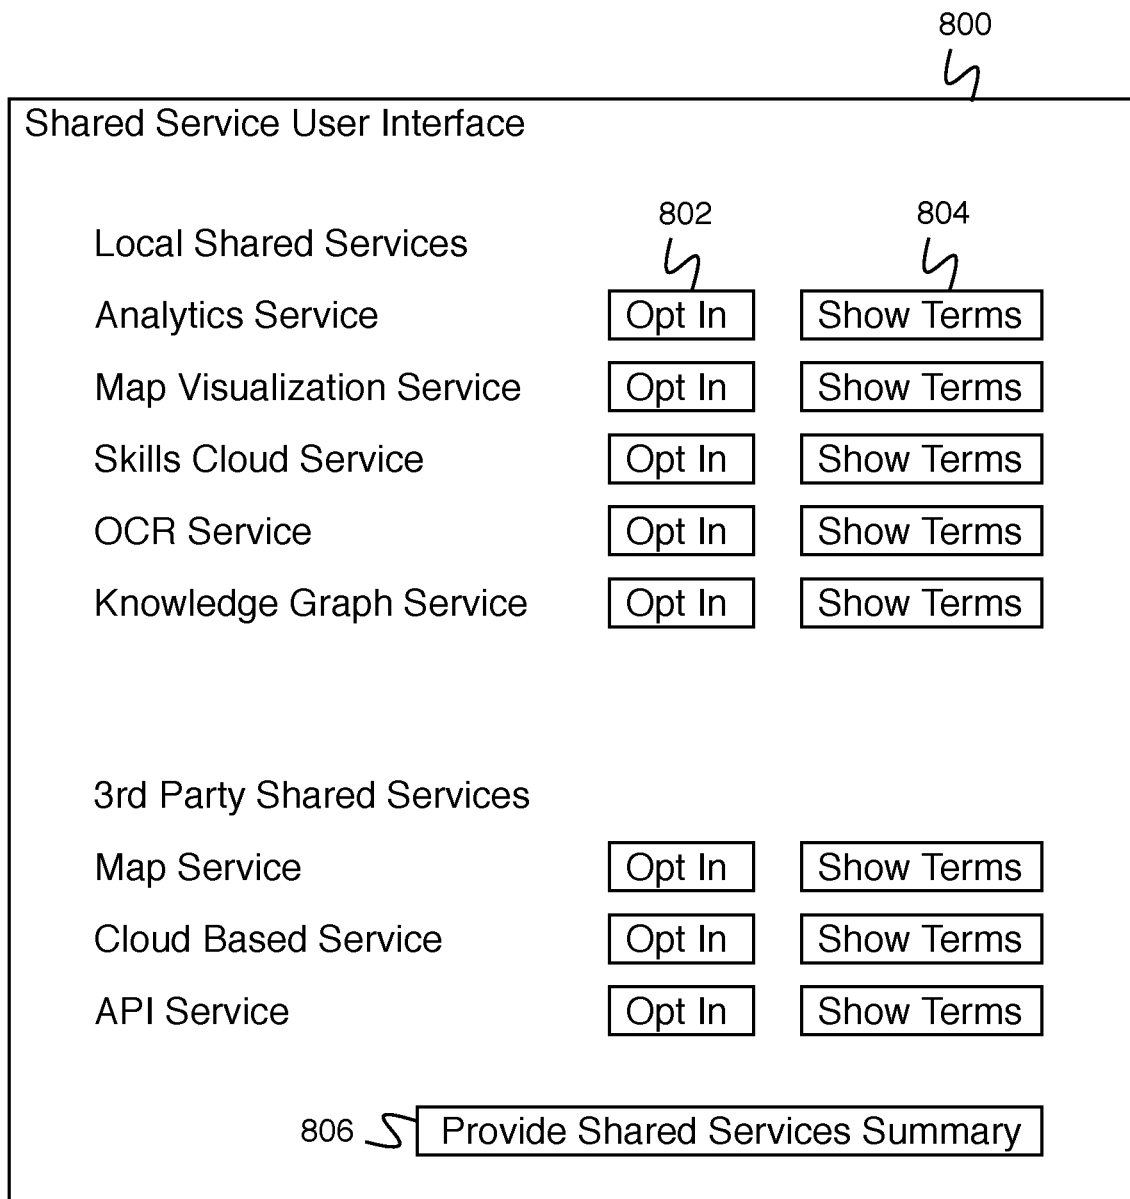 800
Shared Service User Interface
802 804
Local Shared Services
Analytics Service Opt In Show Terms
Map Visualization Service Opt In Show Terms
Skills Cloud Service Opt In Show Terms
OCR Service Opt In Show Terms
Knowledge Graph Service Opt In Show Terms
3rd Party Shared Services
Map Service Opt In Show Terms
Cloud Based Service Opt In Show Terms
API Service Opt In Show Terms
806 Provide Shared Services Summary